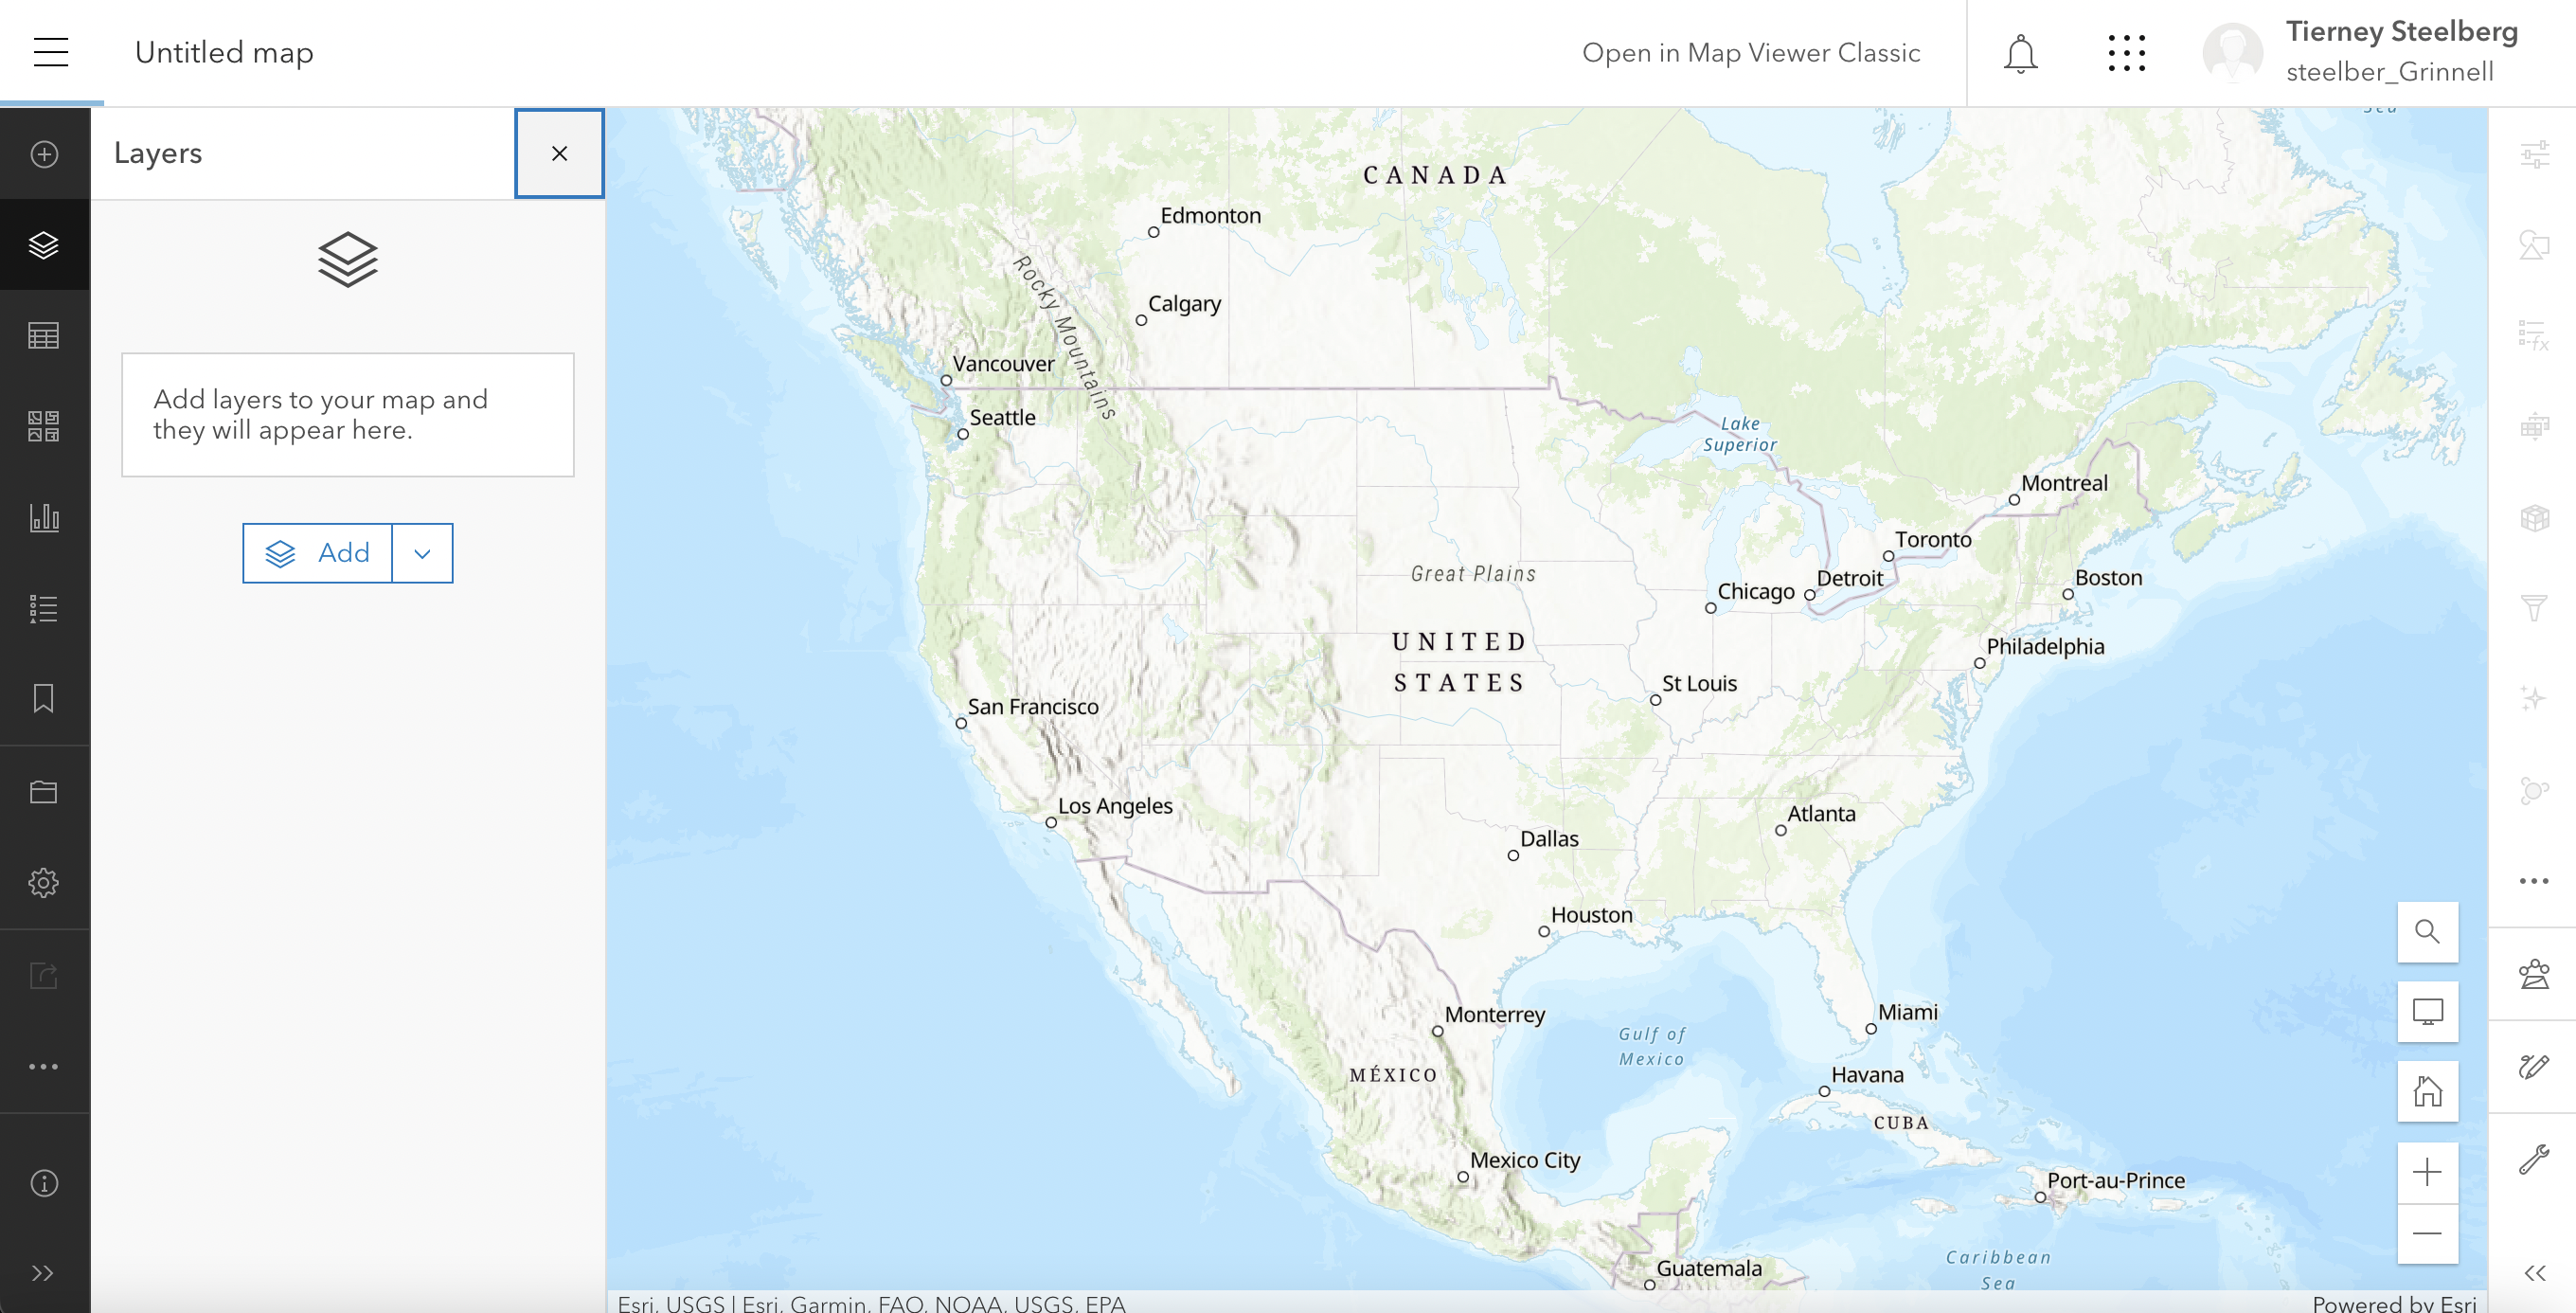 Untitled map
Open in Map Viewer Classic
Tierney Steelberg
steelber_Grinnell
Layers
Add layers to your map and
they will appear here.
Add
Sea
CANADA
Edmonton
Rocky Mountains
Calgary
Vancouver
Seattle
Lake
Superior
Montreal
Toronto
Great Plains
Detroit
Boston
Chicago
UNITED
STATES
Philadelphia
St Louis
San Francisco
Los Angeles
Atlanta
Dallas
Houston
Monterrey
Miami
Gulf of
Mexico
MÉXICO
Havana
CUBA
Mexico City
Port-au-Prince
Caribbean
Sea
Guatemala
Esri, USGS | Esri, Garmin, FAO, NOAA, USGS, EPA
Powered by Esri